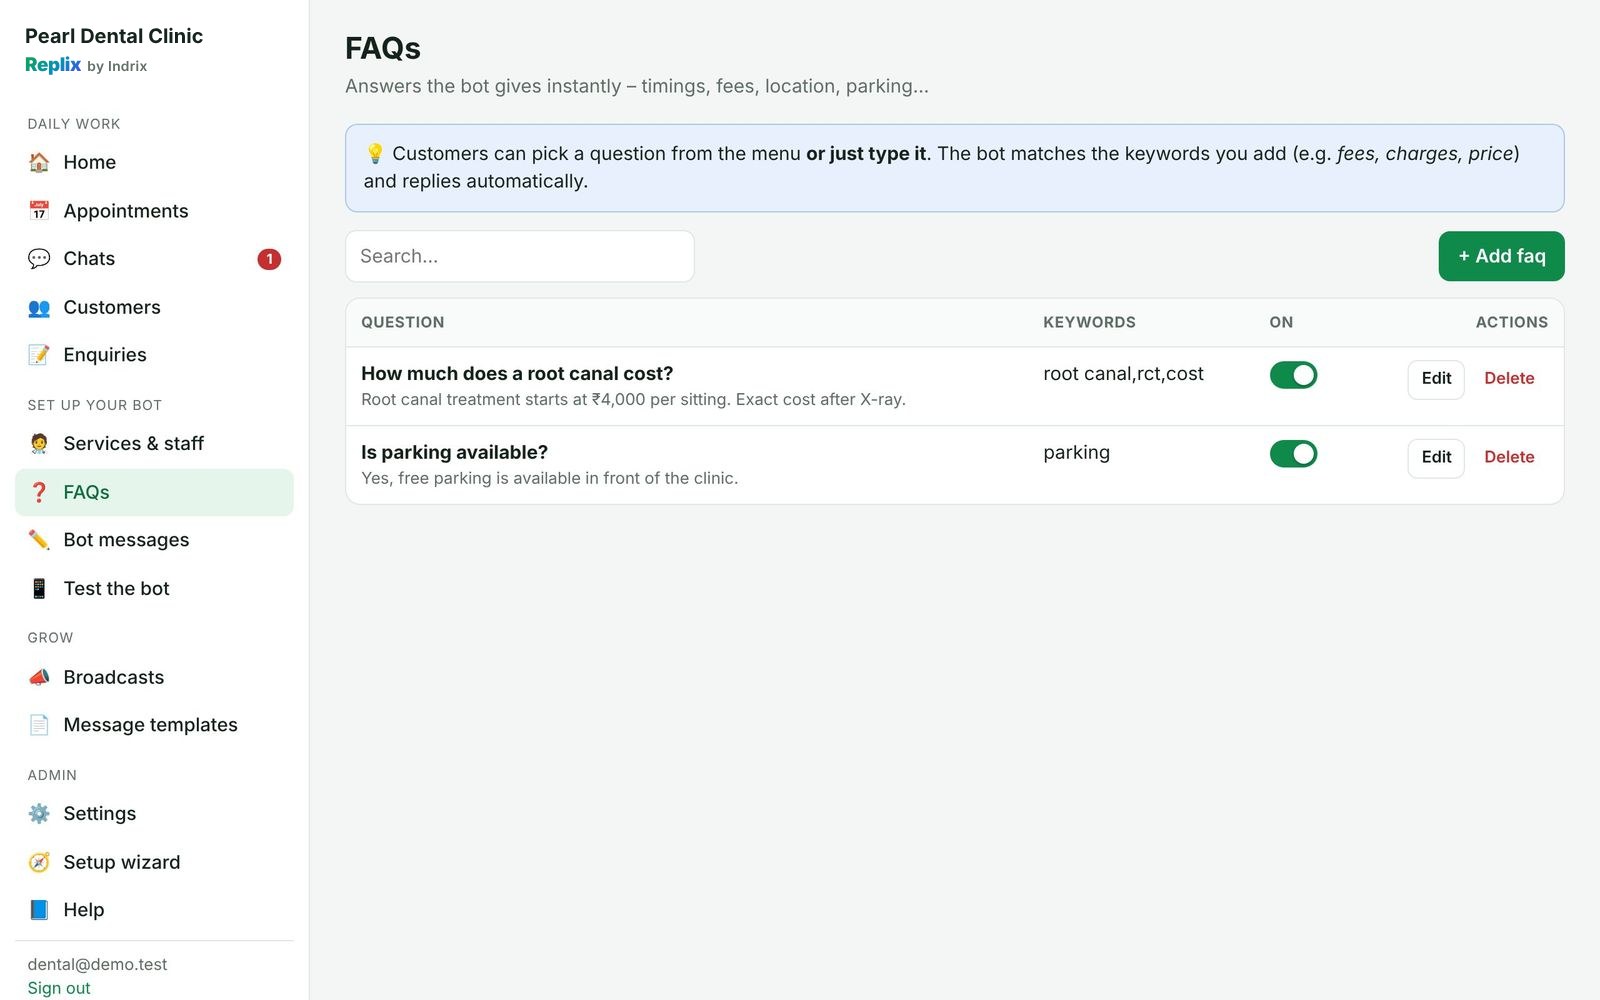 Pearl Dental Clinic
Replix by Indrix
DAILY WORK
Home
Appointments
Chats 1
Customers
Enquiries
SET UP YOUR BOT
Services & staff
FAQs
Bot messages
Test the bot
GROW
Broadcasts
Message templates
ADMIN
Settings
Setup wizard
Help
dental@demo.test
Sign out
FAQs
Answers the bot gives instantly – timings, fees, location, parking...
Customers can pick a question from the menu or just type it. The bot matches the keywords you add (e.g. fees, charges, price)
and replies automatically.
Search...
+ Add faq
QUESTION KEYWORDS ON ACTIONS
How much does a root canal cost? root canal,rct,cost Edit Delete
Root canal treatment starts at ₹4,000 per sitting. Exact cost after X-ray.
Is parking available? parking Edit Delete
Yes, free parking is available in front of the clinic.